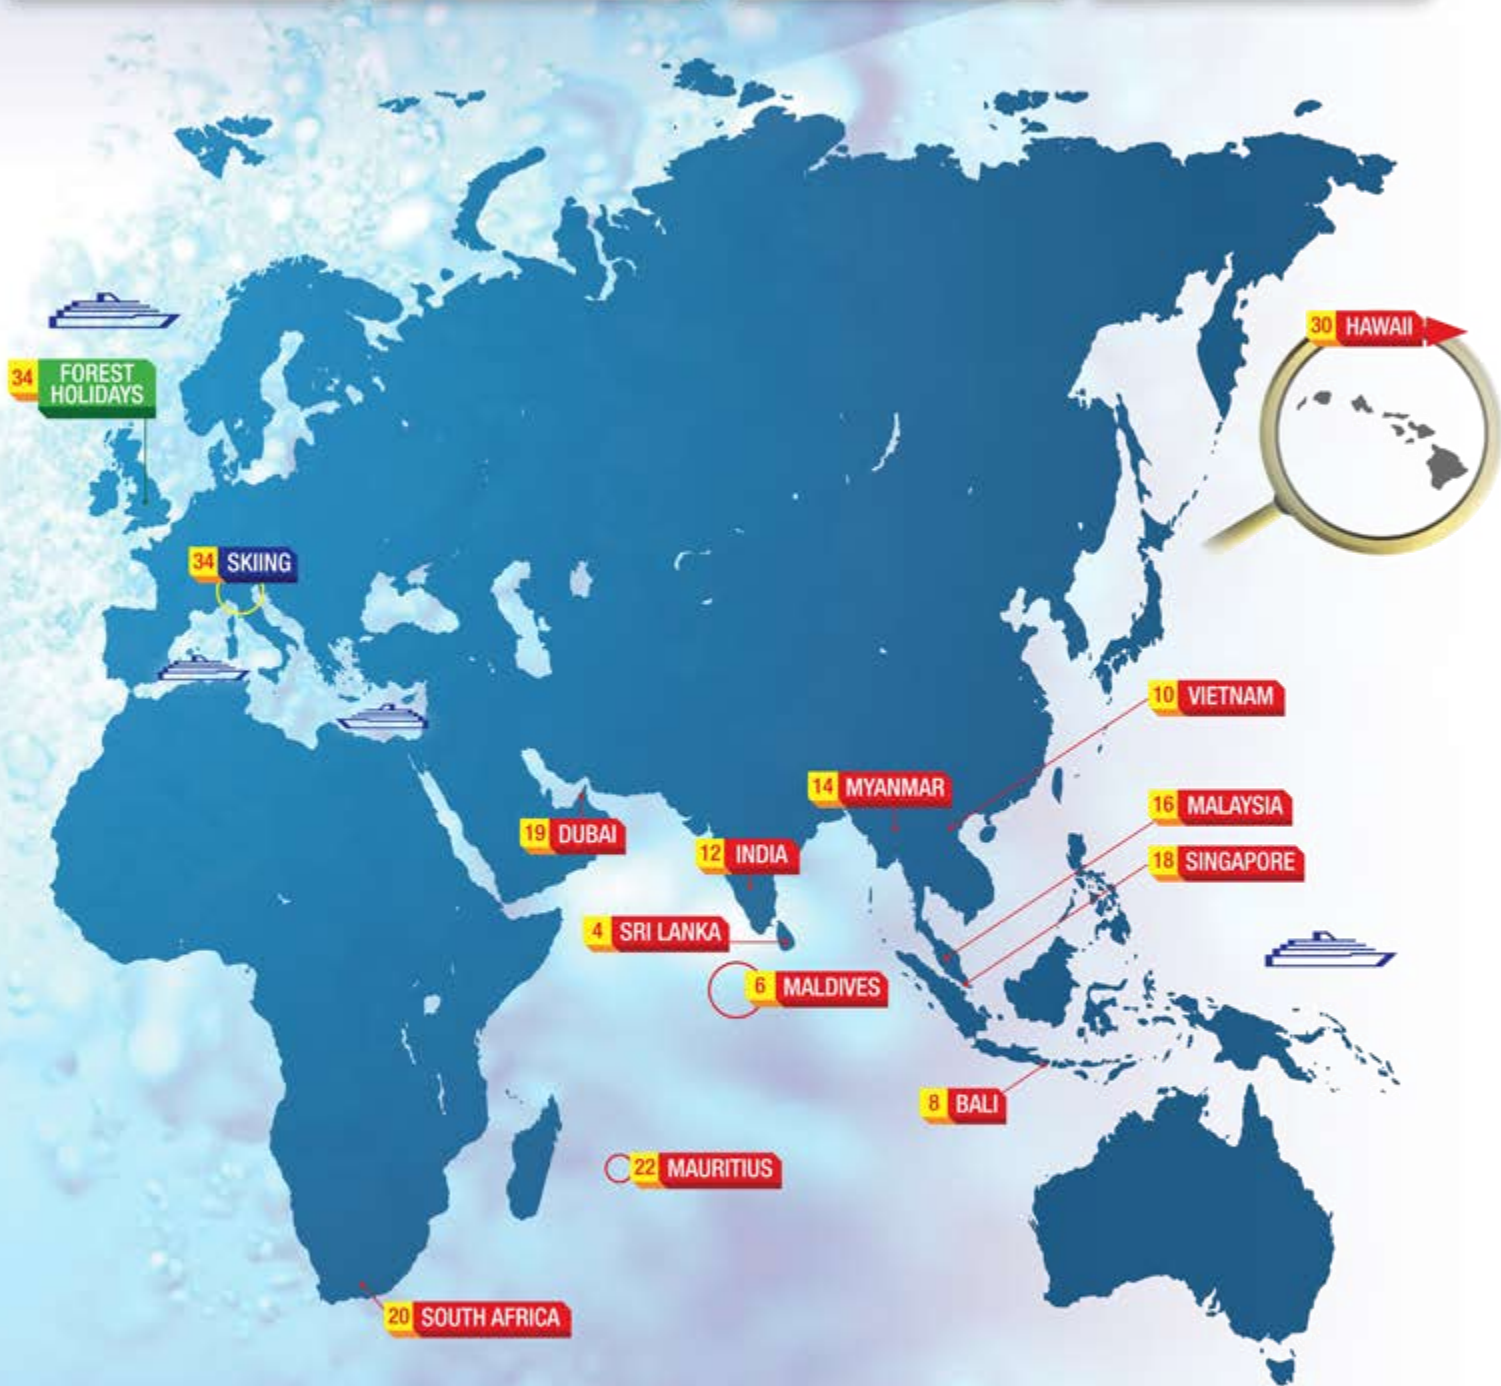 30 HAWAII
34 FOREST
HOLIDAYS
34 SKIING
10 VIETNAM
14 MYANMAR
16 MALAYSIA
19 DUBAI
12 INDIA
18 SINGAPORE
4 SRI LANKA
6 MALDIVES
8 BALI
22 MAURITIUS
20 SOUTH AFRICA